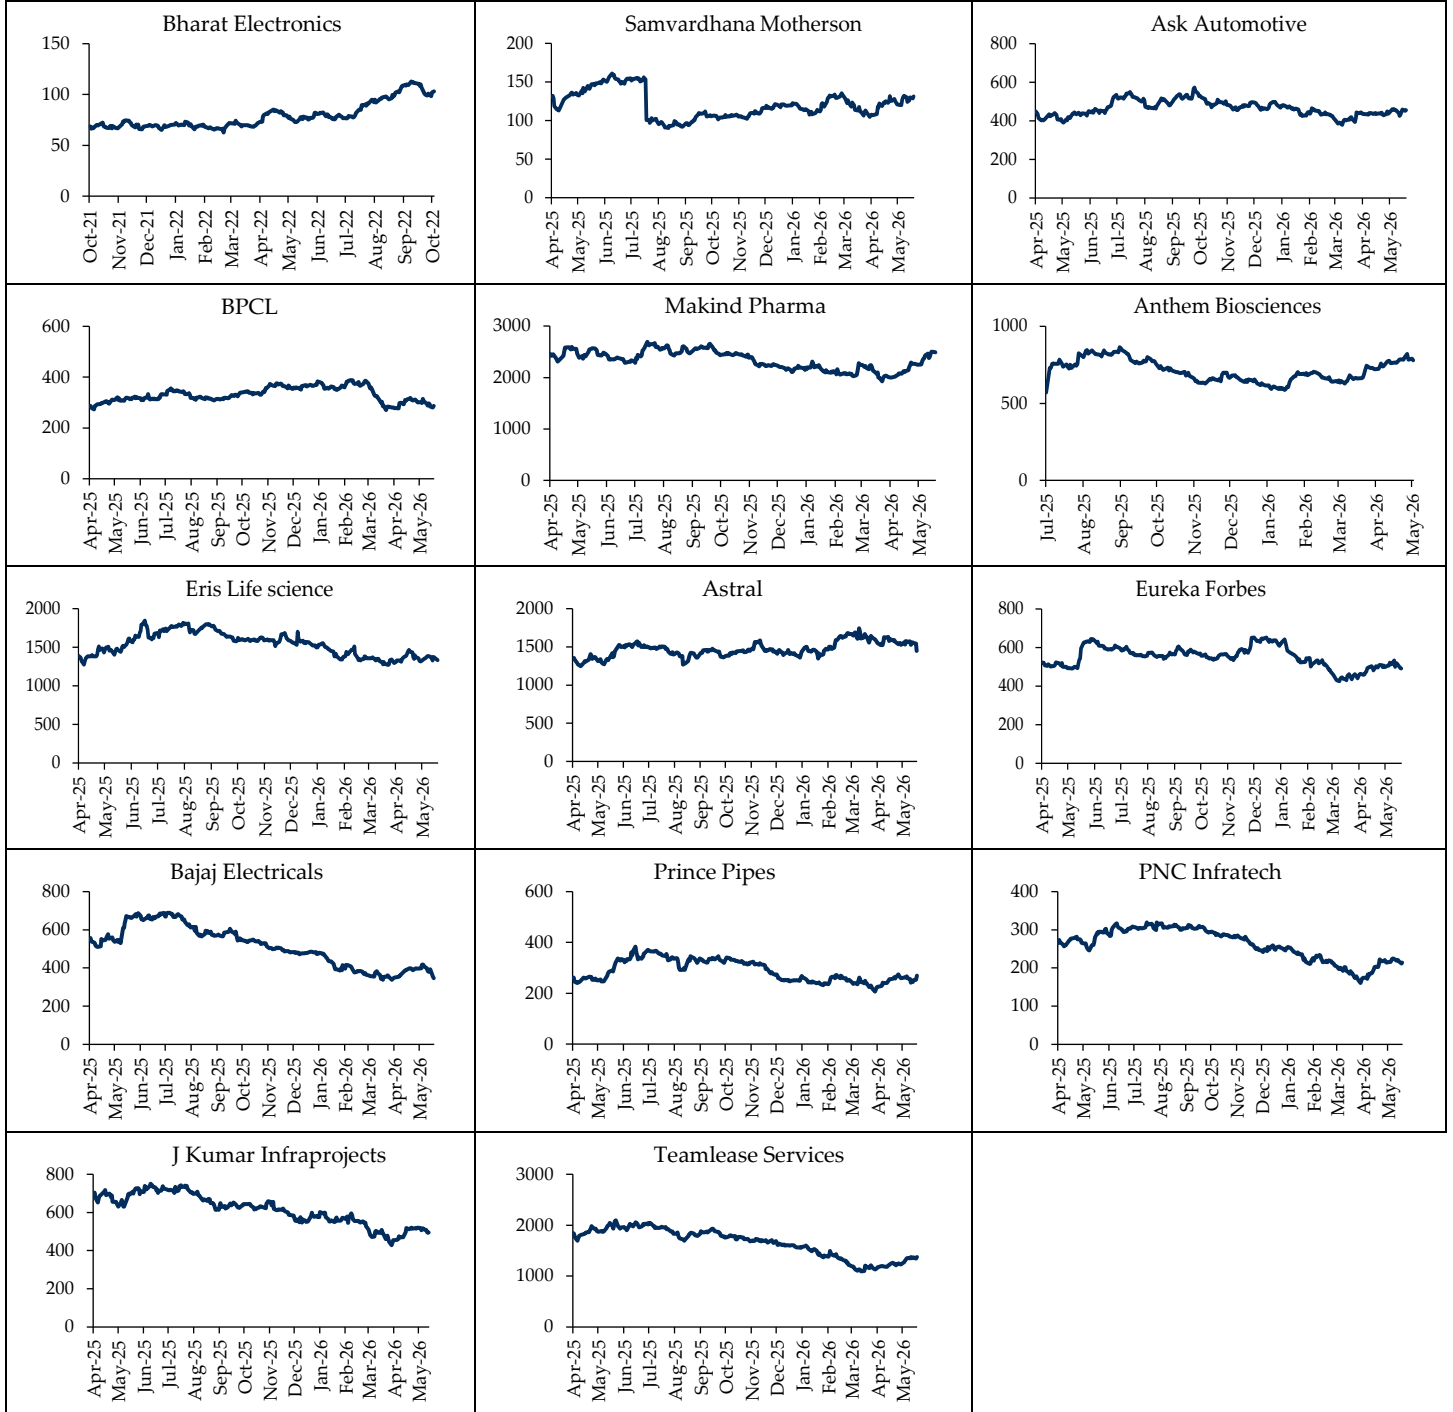 Bharat Electronics
150
100
50
0
Oct-21 Nov-21 Dec-21 Jan-22 Feb-22 Mar-22 Apr-22 May-22 Jun-22 Jul-22 Aug-22 Sep-22 Oct-22
Samvardhana Motherson
200
150
100
50
0
Apr-25 May-25 Jun-25 Jul-25 Aug-25 Sep-25 Oct-25 Nov-25 Dec-25 Jan-26 Feb-26 Mar-26 Apr-26 May-26
Ask Automotive
800
600
400
200
0
Apr-25 May-25 Jun-25 Jul-25 Aug-25 Sep-25 Oct-25 Nov-25 Dec-25 Jan-26 Feb-26 Mar-26 Apr-26 May-26
BPCL
600
400
200
0
Apr-25 May-25 Jun-25 Jul-25 Aug-25 Sep-25 Oct-25 Nov-25 Dec-25 Jan-26 Feb-26 Mar-26 Apr-26 May-26
Makind Pharma
3000
2000
1000
0
Apr-25 May-25 Jun-25 Jul-25 Aug-25 Sep-25 Oct-25 Nov-25 Dec-25 Jan-26 Feb-26 Mar-26 Apr-26 May-26
Anthem Biosciences
1000
500
0
Jul-25 Aug-25 Sep-25 Oct-25 Nov-25 Dec-25 Jan-26 Feb-26 Mar-26 Apr-26 May-26
Eris Life science
2000
1500
1000
500
0
Apr-25 May-25 Jun-25 Jul-25 Aug-25 Sep-25 Oct-25 Nov-25 Dec-25 Jan-26 Feb-26 Mar-26 Apr-26 May-26
Astral
2000
1500
1000
500
0
Apr-25 May-25 Jun-25 Jul-25 Aug-25 Sep-25 Oct-25 Nov-25 Dec-25 Jan-26 Feb-26 Mar-26 Apr-26 May-26
Eureka Forbes
800
600
400
200
0
Apr-25 May-25 Jun-25 Jul-25 Aug-25 Sep-25 Oct-25 Nov-25 Dec-25 Jan-26 Feb-26 Mar-26 Apr-26 May-26
Bajaj Electricals
800
600
400
200
0
Apr-25 May-25 Jun-25 Jul-25 Aug-25 Sep-25 Oct-25 Nov-25 Dec-25 Jan-26 Feb-26 Mar-26 Apr-26 May-26
Prince Pipes
600
400
200
0
Apr-25 May-25 Jun-25 Jul-25 Aug-25 Sep-25 Oct-25 Nov-25 Dec-25 Jan-26 Feb-26 Mar-26 Apr-26 May-26
PNC Infratech
400
300
200
100
0
Apr-25 May-25 Jun-25 Jul-25 Aug-25 Sep-25 Oct-25 Nov-25 Dec-25 Jan-26 Feb-26 Mar-26 Apr-26 May-26
J Kumar Infraprojects
800
600
400
200
0
Apr-25 May-25 Jun-25 Jul-25 Aug-25 Sep-25 Oct-25 Nov-25 Dec-25 Jan-26 Feb-26 Mar-26 Apr-26 May-26
Teamlease Services
3000
2000
1000
0
Apr-25 May-25 Jun-25 Jul-25 Aug-25 Sep-25 Oct-25 Nov-25 Dec-25 Jan-26 Feb-26 Mar-26 Apr-26 May-26